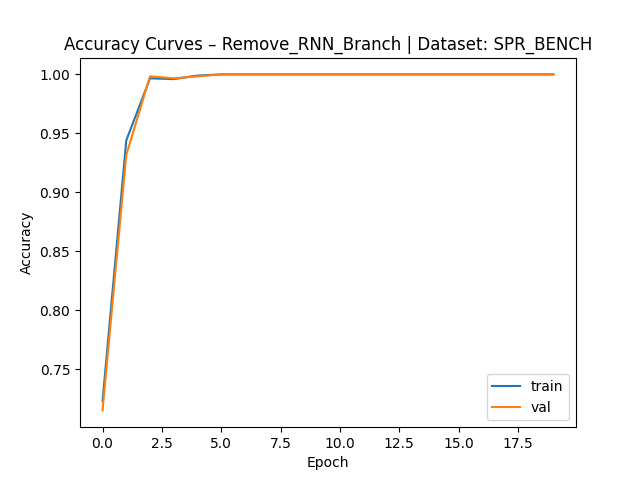 Accuracy Curves – Remove_RNN_Branch | Dataset: SPR_BENCH
1.00
0.95
0.90
0.85
0.80
0.75
Accuracy
0.0
2.5
5.0
7.5
10.0
12.5
15.0
17.5
Epoch
train
val